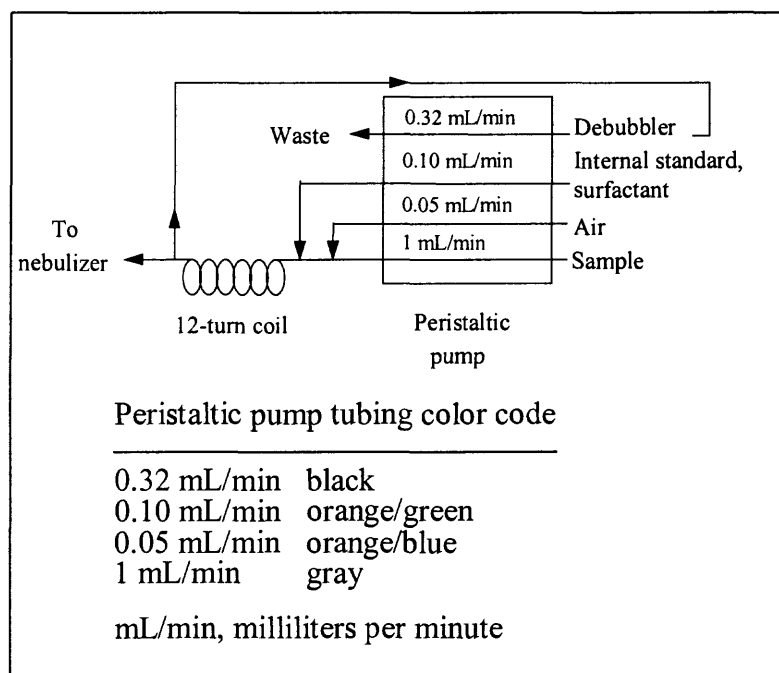 0.32 mL/min
Waste
Debubbler
0.10 mL/min
Internal standard,
surfactant
0.05 mL/min
Air
To
nebulizer
1 mL/min
Sample
12-turn coil
Peristaltic
pump
Peristaltic pump tubing color code
0.32 mL/min black
0.10 mL/min orange/green
0.05 mL/min orange/blue
1 mL/min gray
mL/min, milliliters per minute